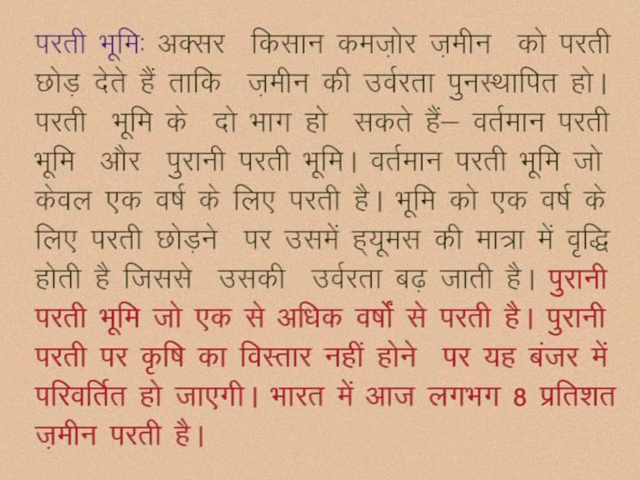 परती भूमिः अक्सर किसान कमज़ोर ज़मीन को परती
छोड़ देते हैं ताकि ज़मीन की उर्वरता पुनस्थापित हो।
परती भूमि के दो भाग हो सकते हैं– वर्तमान परती
भूमि और पुरानी परती भूमि। वर्तमान परती भूमि जो
केवल एक वर्ष के लिए परती है। भूमि को एक वर्ष के
लिए परती छोड़ने पर उसमें ह्यूमस की मात्रा में वृद्धि
होती है जिससे उसकी उर्वरता बढ़ जाती है। पुरानी
परती भूमि जो एक से अधिक वर्षों से परती है। पुरानी
परती पर कृषि का विस्तार नहीं होने पर यह बंजर में
परिवर्तित हो जाएगी। भारत में आज लगभग 8 प्रतिशत
ज़मीन परती है।